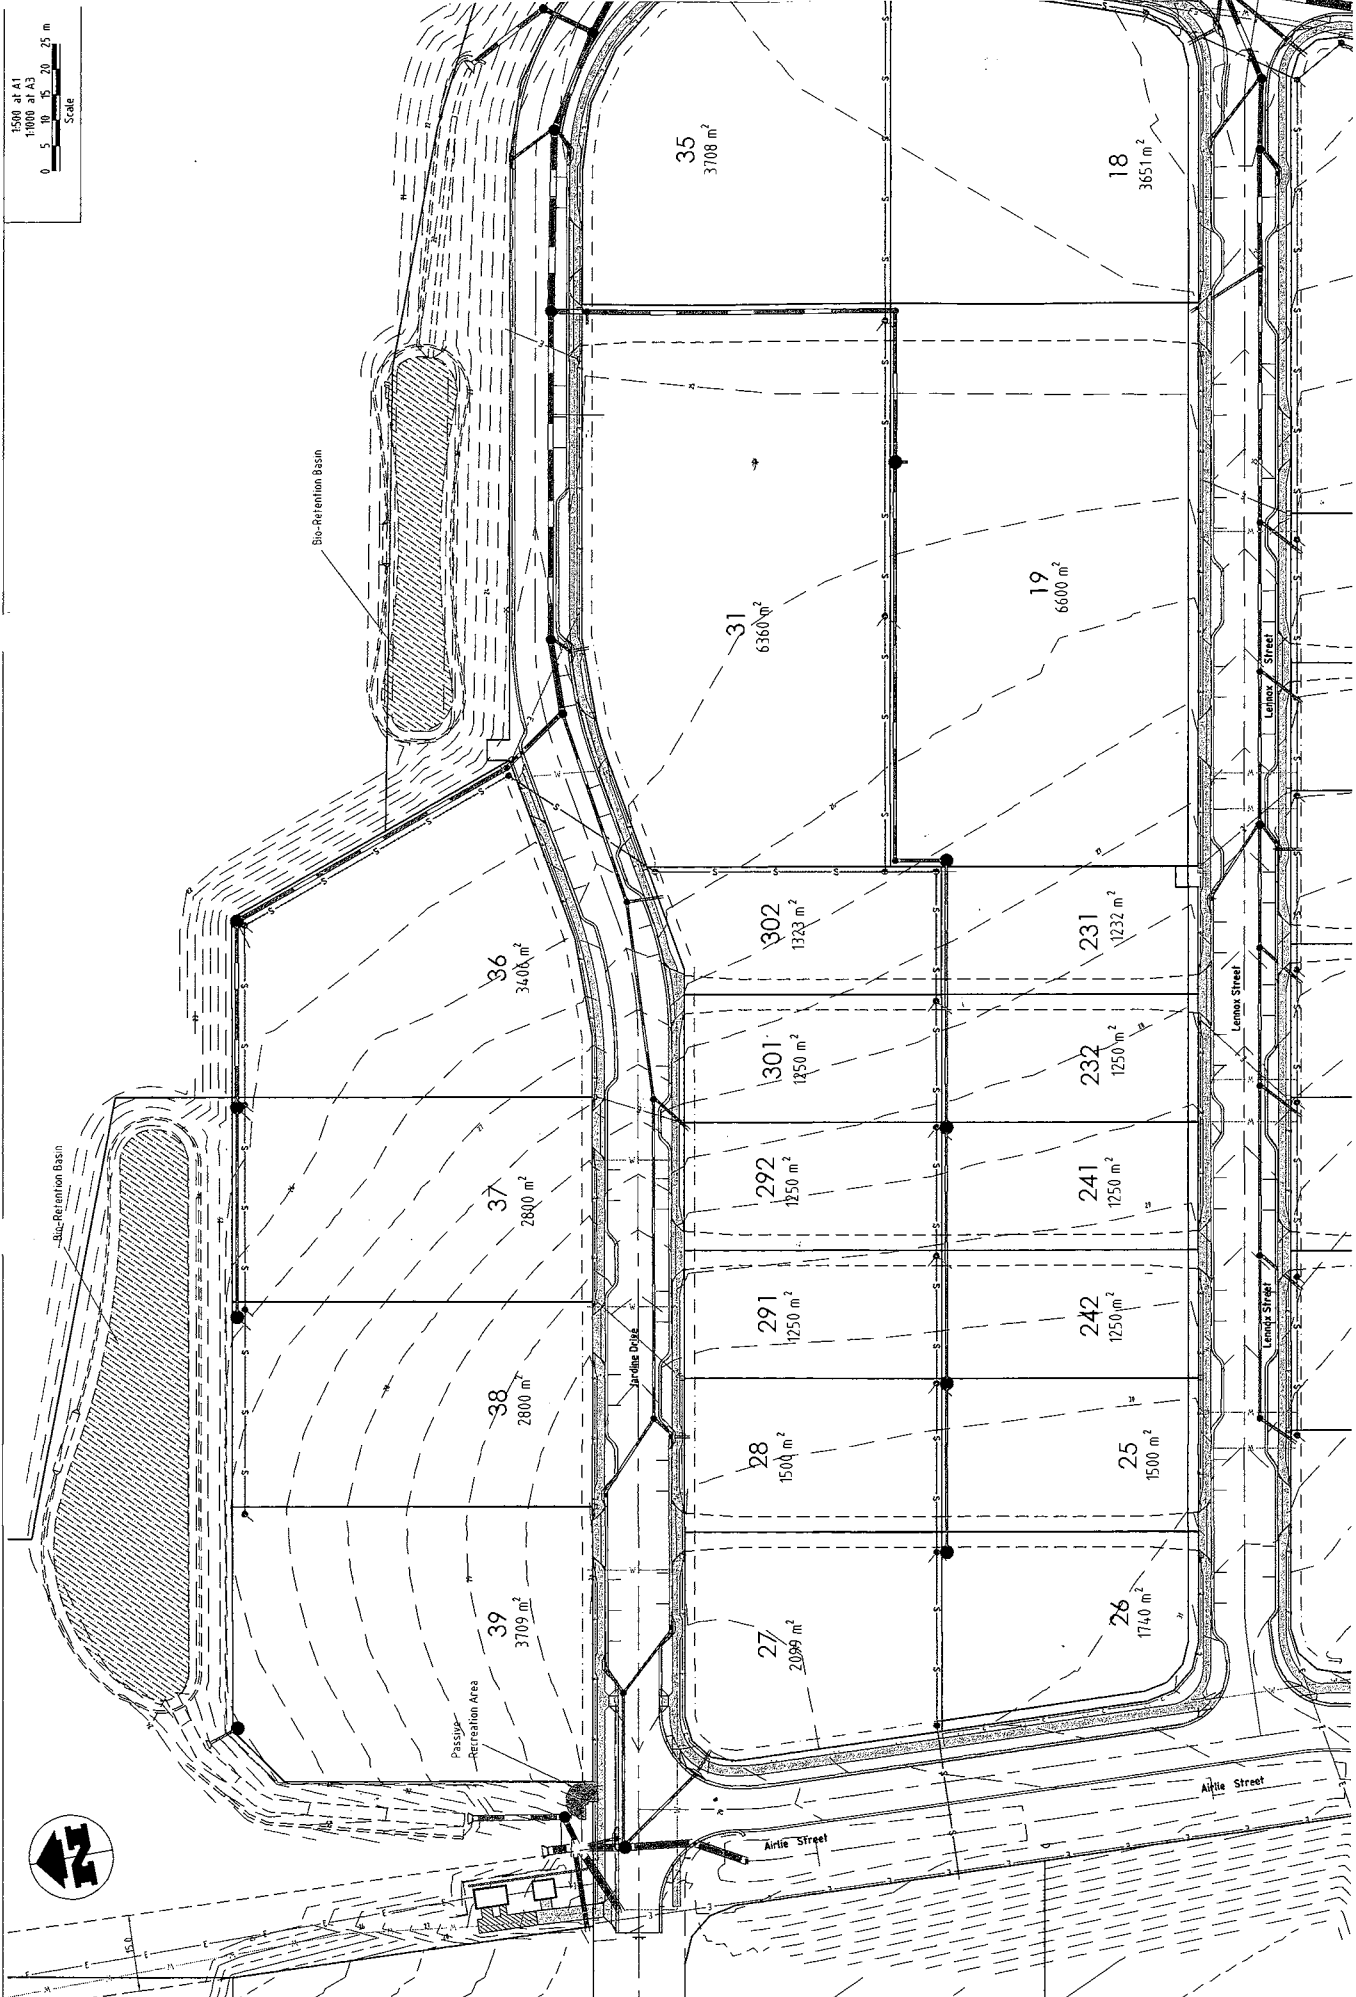 1:500 at A1
1:1000 at A3
0 5 10 15 20 25 m
Scale
Bio-Retention Basin
Bio-Retention Basin
35
3708 m²
18
3651 m²
31
6360 m²
19
6600 m²
36
3406 m²
302
1323 m²
231
1232 m²
301
1250 m²
232
1250 m²
37
2800 m²
292
1250 m²
241
1250 m²
38
2800 m²
291
1250 m²
242
1250 m²
28
1500 m²
25
1500 m²
39
3709 m²
27
2099 m²
26
1740 m²
Jardine Drive
Lennox Street
Lennox Street
Lennox Street
Passive
Recreation Area
Airlie Street
Airlie Street
15.0
N